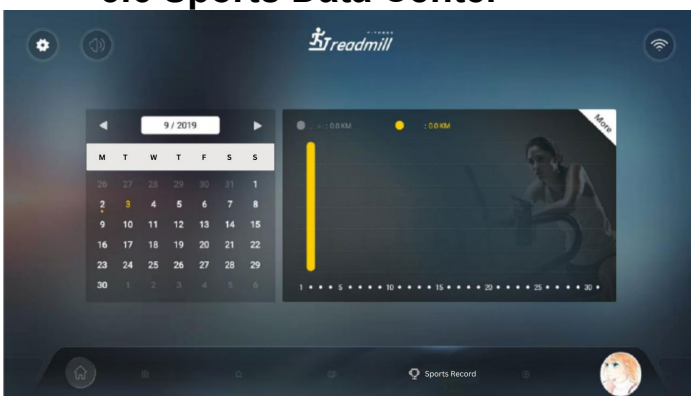 Sports Data Center
FITNESS
Treadmill
9 / 2019
: 0.0 KM
: 0.0 KM
More
M T W T F S S
26 27 28 29 30 31 1
2 3 4 5 6 7 8
9 10 11 12 13 14 15
16 17 18 19 20 21 22
23 24 25 26 27 28 29
30 1 2 3 4 5 6
1 5 10 15 20 25 30
Sports Record